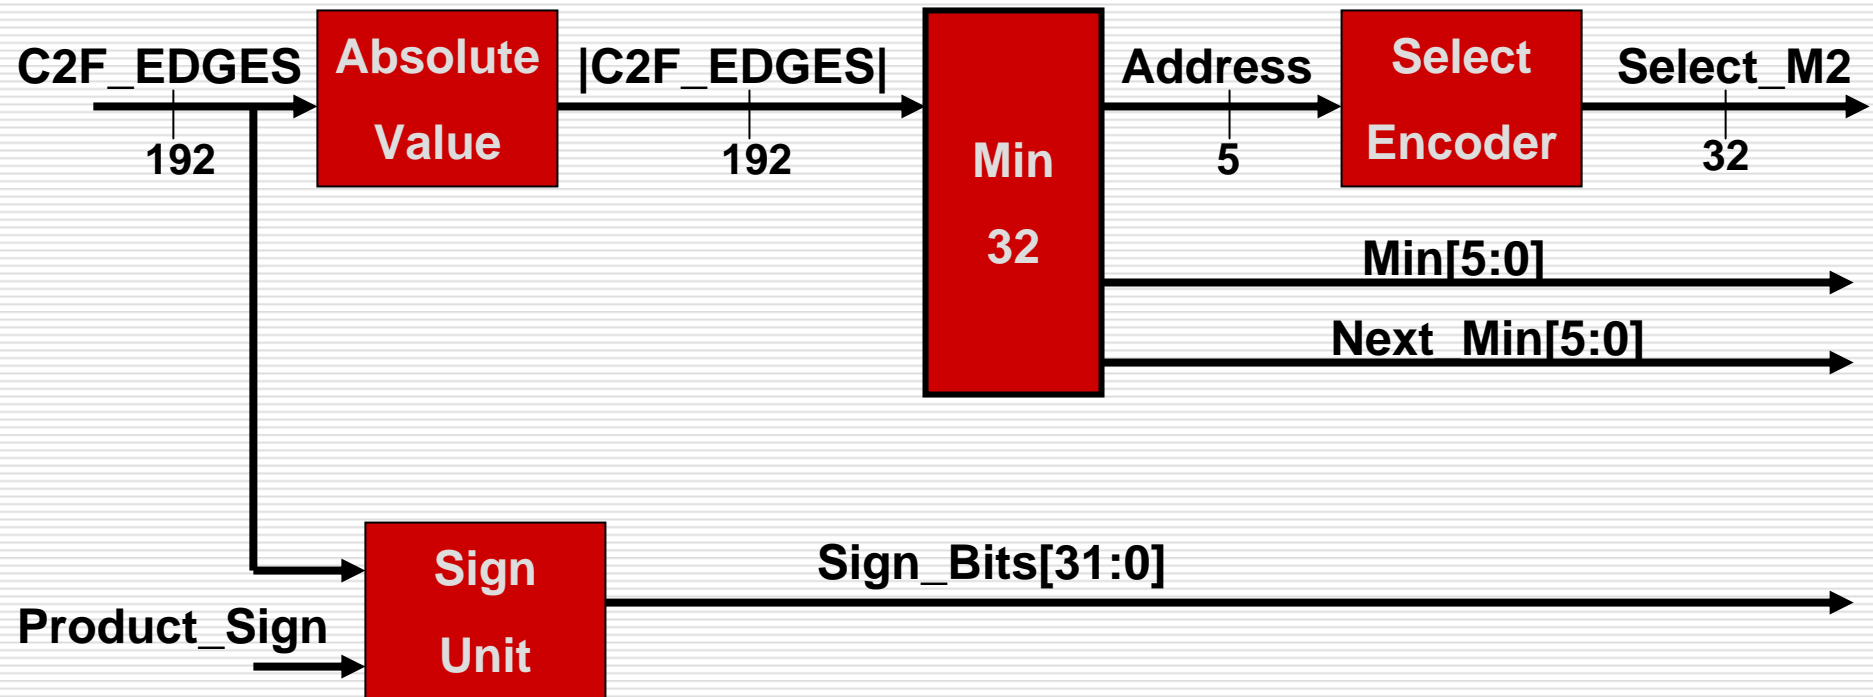 C2F_EDGES
192
Absolute
Value
|C2F_EDGES|
192
Min
32
Address
5
Select
Encoder
Select_M2
32
Min[5:0]
Next_Min[5:0]
Sign
Unit
Sign_Bits[31:0]
Product_Sign